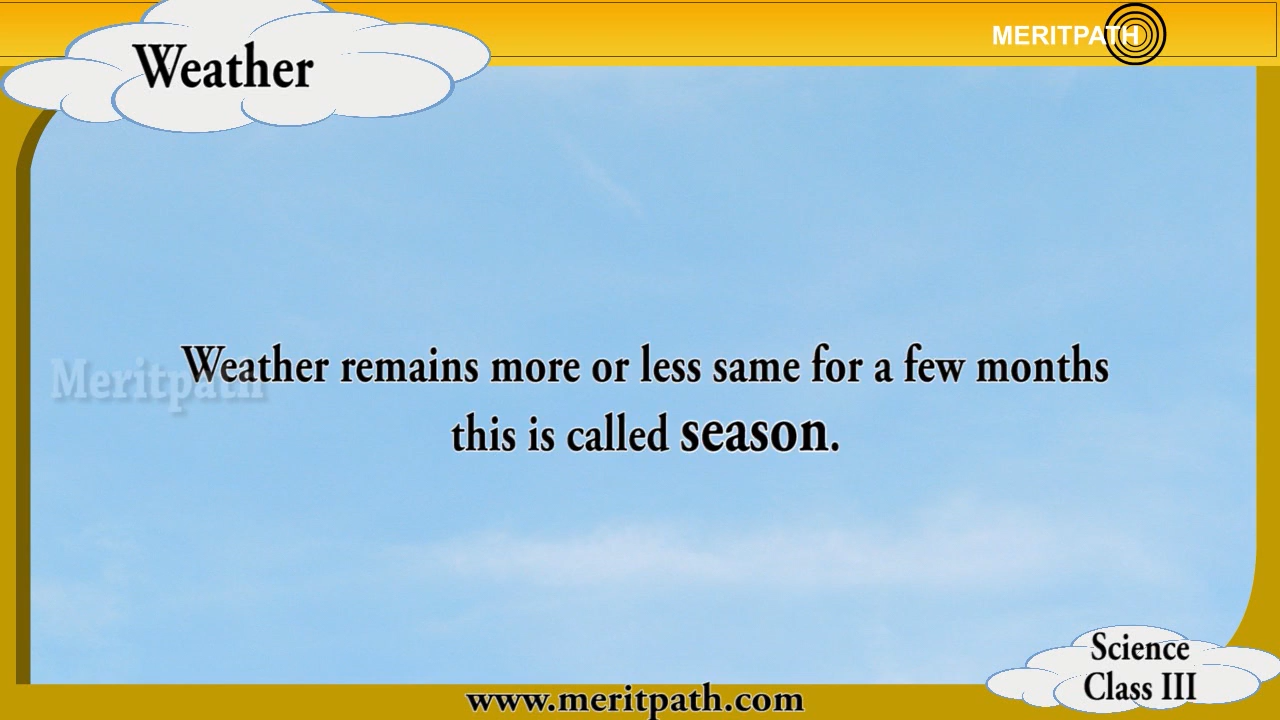 Weather
MERITPATH
Meritpath
Weather remains more or less same for a few months
this is called season.
Science
Class III
www.meritpath.com